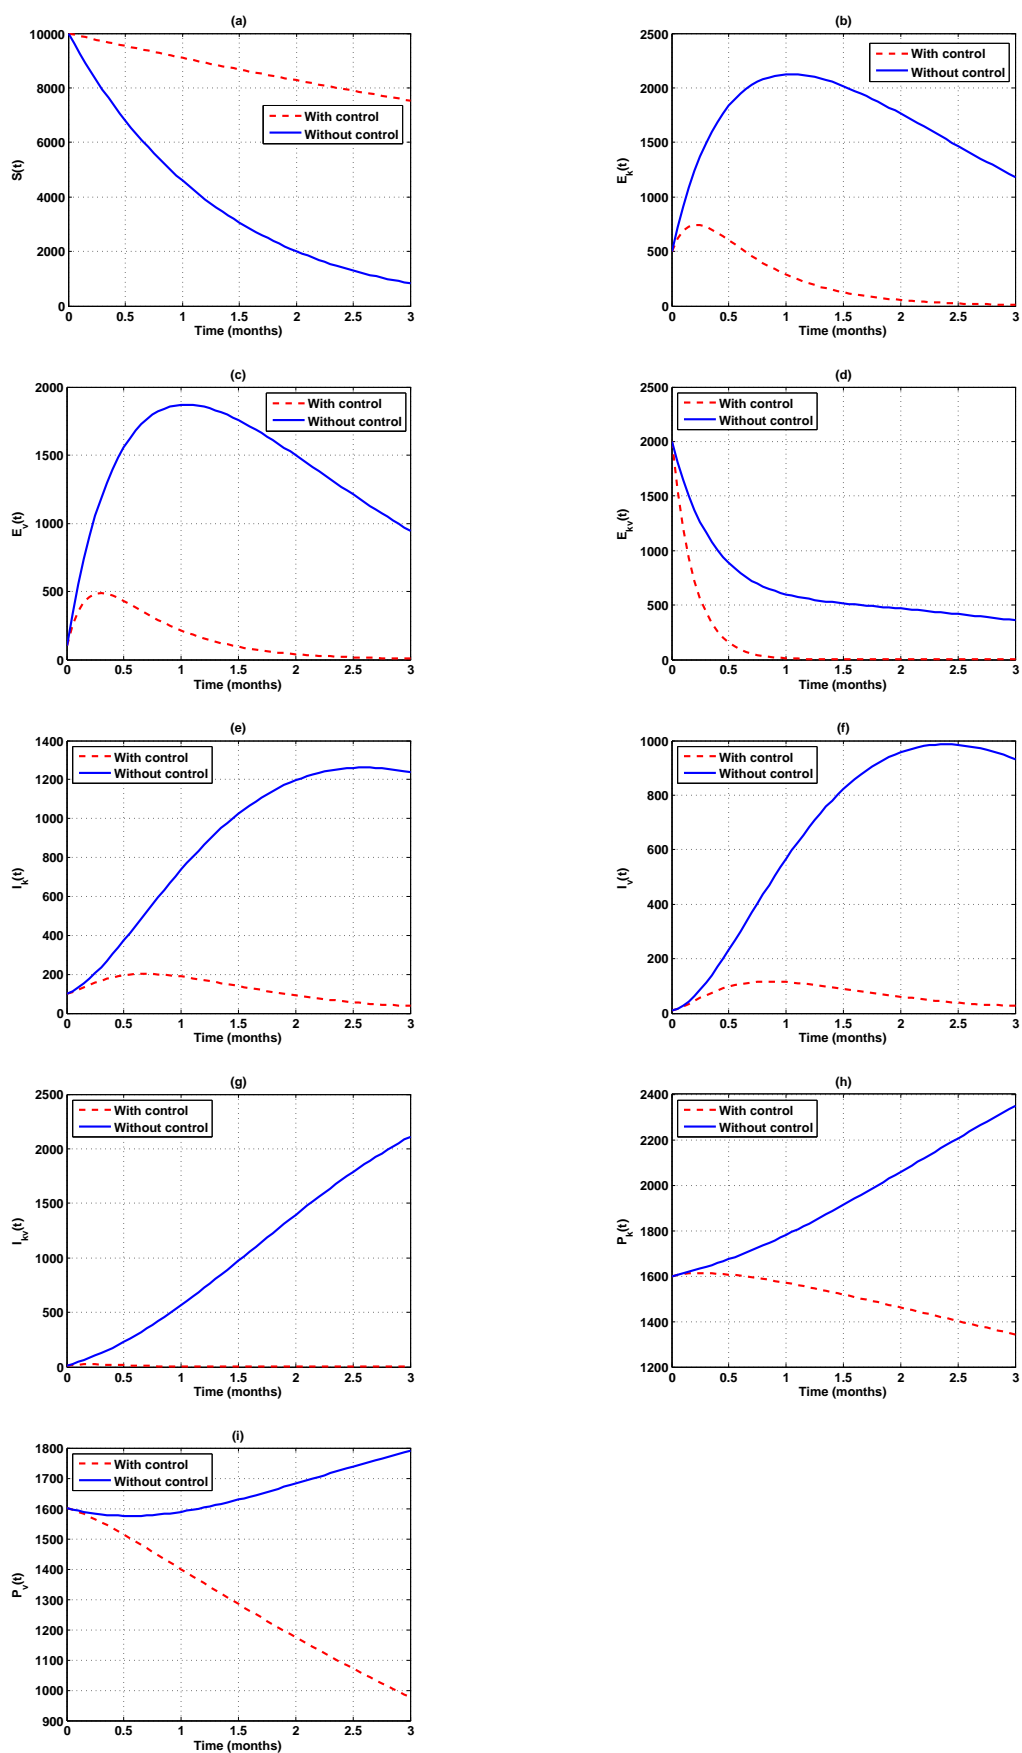 (a)
10000
8000
6000
4000
2000
0
S(t)
With control
Without control
0 0.5 1 1.5 2 2.5 3
Time (months)
(b)
2500
2000
1500
1000
500
0
E_k(t)
With control
Without control
0 0.5 1 1.5 2 2.5 3
Time (months)
(c)
2000
1500
1000
500
0
E_v(t)
With control
Without control
0 0.5 1 1.5 2 2.5 3
Time (months)
(d)
2500
2000
1500
1000
500
0
E_kv(t)
With control
Without control
0 0.5 1 1.5 2 2.5 3
Time (months)
(e)
1400
1200
1000
800
600
400
200
0
I_k(t)
With control
Without control
0 0.5 1 1.5 2 2.5 3
Time (months)
(f)
1000
800
600
400
200
0
I_v(t)
With control
Without control
0 0.5 1 1.5 2 2.5 3
Time (months)
(g)
2500
2000
1500
1000
500
0
I_kv(t)
With control
Without control
0 0.5 1 1.5 2 2.5 3
Time (months)
(h)
2400
2200
2000
1800
1600
1400
1200
P_k(t)
With control
Without control
0 0.5 1 1.5 2 2.5 3
Time (months)
(i)
1800
1700
1600
1500
1400
1300
1200
1100
1000
900
P_v(t)
With control
Without control
0 0.5 1 1.5 2 2.5 3
Time (months)